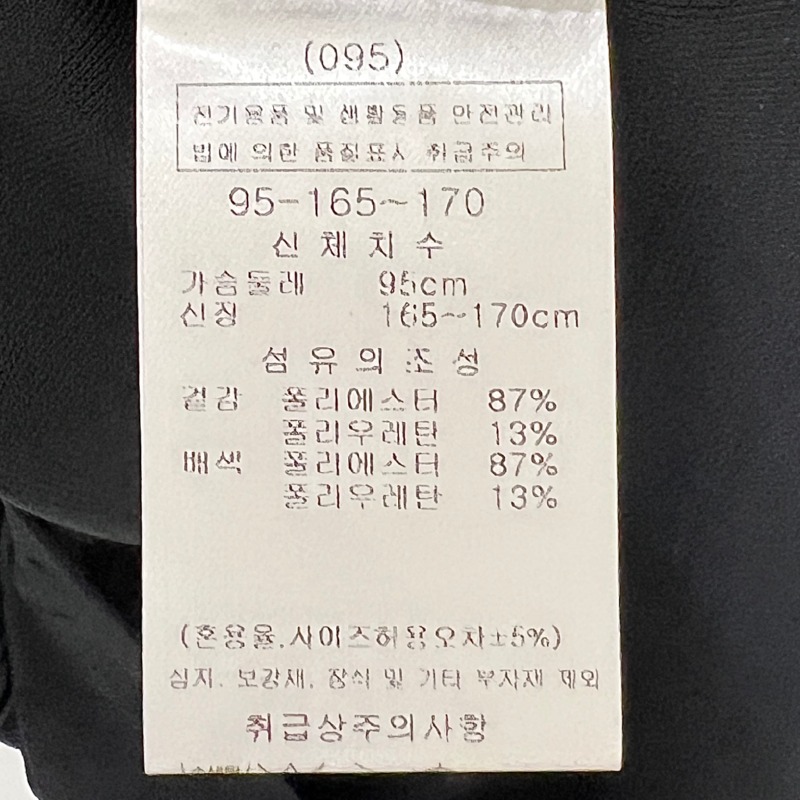 (095)
전기용품 및 생활용품 안전관리
법에 의한 품질표시 취급주의
95-165~170
신체치수
가슴둘레 95cm
신장 165~170cm
섬유의조성
겉감 폴리에스터 87%
폴리우레탄 13%
배색 폴리에스터 87%
폴리우레탄 13%
(혼용율.사이즈허용오차±5%)
심지. 보강재. 장식 및 기타 부자재 제외
취급상주의사항